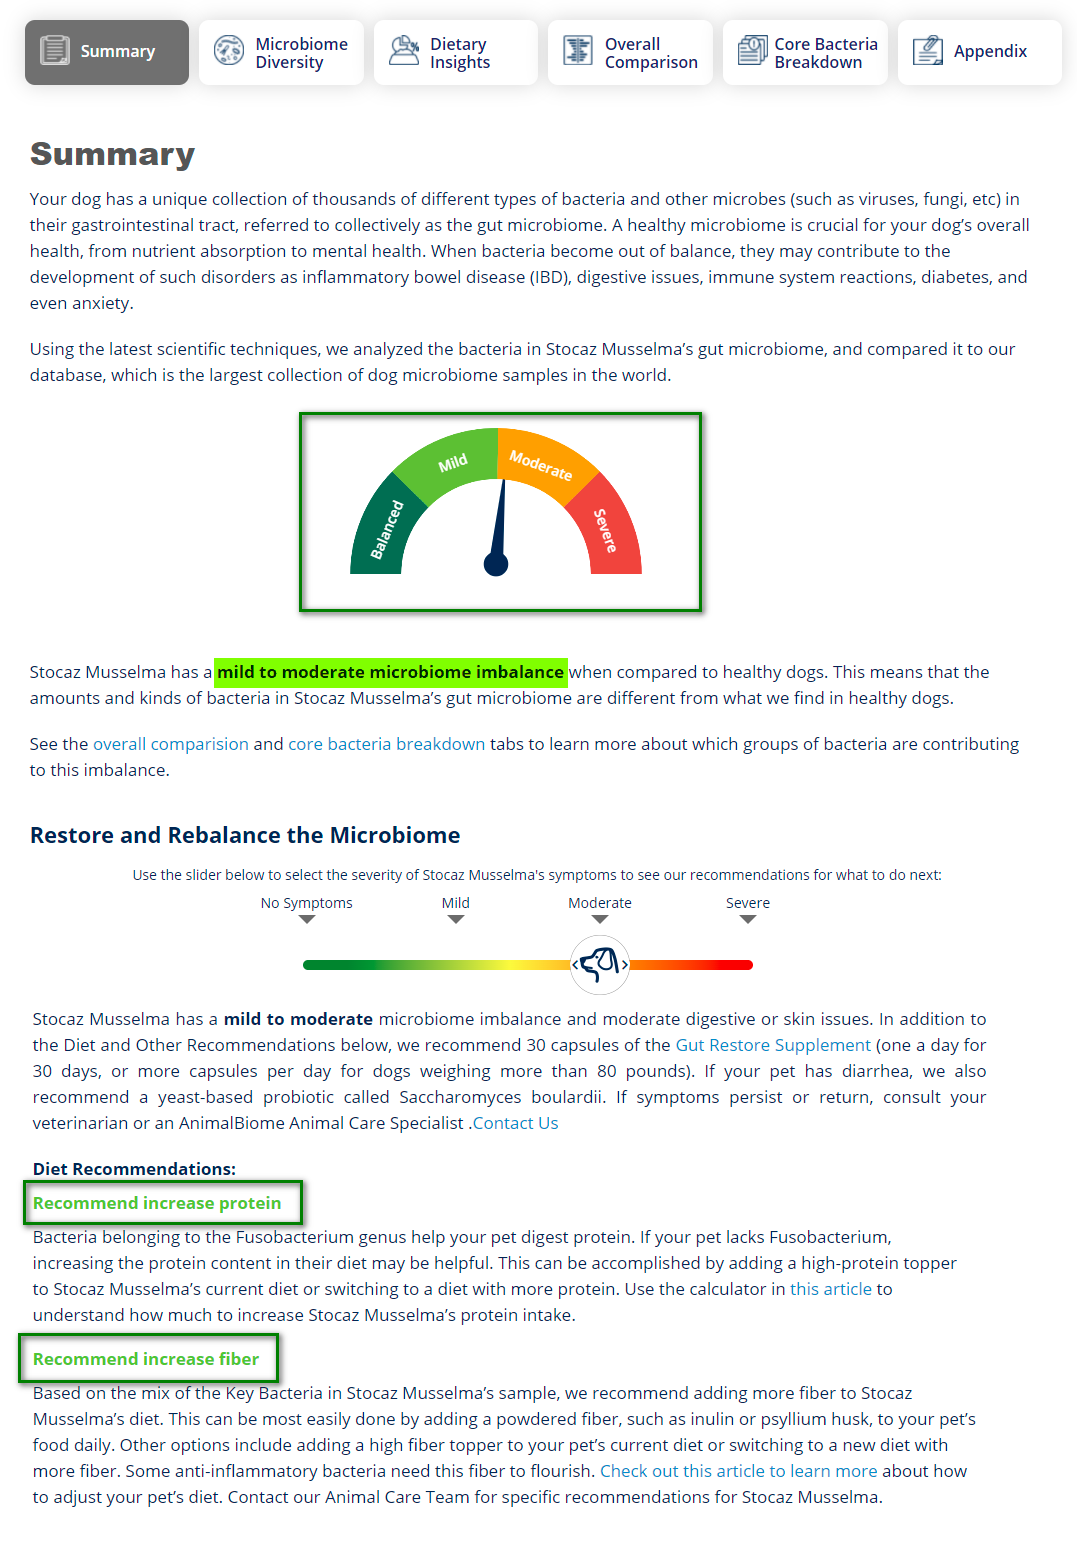 Summary
Microbiome
Diversity
Dietary
Insights
Overall
Comparison
Core Bacteria
Breakdown
Appendix
Summary
Your dog has a unique collection of thousands of different types of bacteria and other microbes (such as viruses, fungi, etc) in
their gastrointestinal tract, referred to collectively as the gut microbiome. A healthy microbiome is crucial for your dog’s overall
health, from nutrient absorption to mental health. When bacteria become out of balance, they may contribute to the
development of such disorders as inflammatory bowel disease (IBD), digestive issues, immune system reactions, diabetes, and
even anxiety.
Using the latest scientific techniques, we analyzed the bacteria in Stocaz Musselma’s gut microbiome, and compared it to our
database, which is the largest collection of dog microbiome samples in the world.
Balanced
Mild
Moderate
Severe
Stocaz Musselma has a mild to moderate microbiome imbalance when compared to healthy dogs. This means that the
amounts and kinds of bacteria in Stocaz Musselma’s gut microbiome are different from what we find in healthy dogs.
See the overall comparision and core bacteria breakdown tabs to learn more about which groups of bacteria are contributing
to this imbalance.
Restore and Rebalance the Microbiome
Use the slider below to select the severity of Stocaz Musselma's symptoms to see our recommendations for what to do next:
No Symptoms
Mild
Moderate
Severe
Stocaz Musselma has a mild to moderate microbiome imbalance and moderate digestive or skin issues. In addition to
the Diet and Other Recommendations below, we recommend 30 capsules of the Gut Restore Supplement (one a day for
30 days, or more capsules per day for dogs weighing more than 80 pounds). If your pet has diarrhea, we also
recommend a yeast-based probiotic called Saccharomyces boulardii. If symptoms persist or return, consult your
veterinarian or an AnimalBiome Animal Care Specialist .Contact Us
Diet Recommendations:
Recommend increase protein
Bacteria belonging to the Fusobacterium genus help your pet digest protein. If your pet lacks Fusobacterium,
increasing the protein content in their diet may be helpful. This can be accomplished by adding a high-protein topper
to Stocaz Musselma’s current diet or switching to a diet with more protein. Use the calculator in this article to
understand how much to increase Stocaz Musselma’s protein intake.
Recommend increase fiber
Based on the mix of the Key Bacteria in Stocaz Musselma’s sample, we recommend adding more fiber to Stocaz
Musselma’s diet. This can be most easily done by adding a powdered fiber, such as inulin or psyllium husk, to your pet’s
food daily. Other options include adding a high fiber topper to your pet’s current diet or switching to a new diet with
more fiber. Some anti-inflammatory bacteria need this fiber to flourish. Check out this article to learn more about how
to adjust your pet’s diet. Contact our Animal Care Team for specific recommendations for Stocaz Musselma.